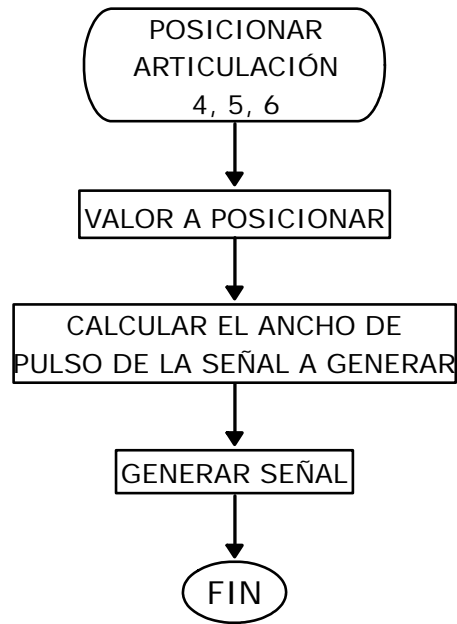 POSICIONAR
ARTICULACIÓN
4, 5, 6
VALOR A POSICIONAR
CALCULAR EL ANCHO DE
PULSO DE LA SEÑAL A GENERAR
GENERAR SEÑAL
FIN